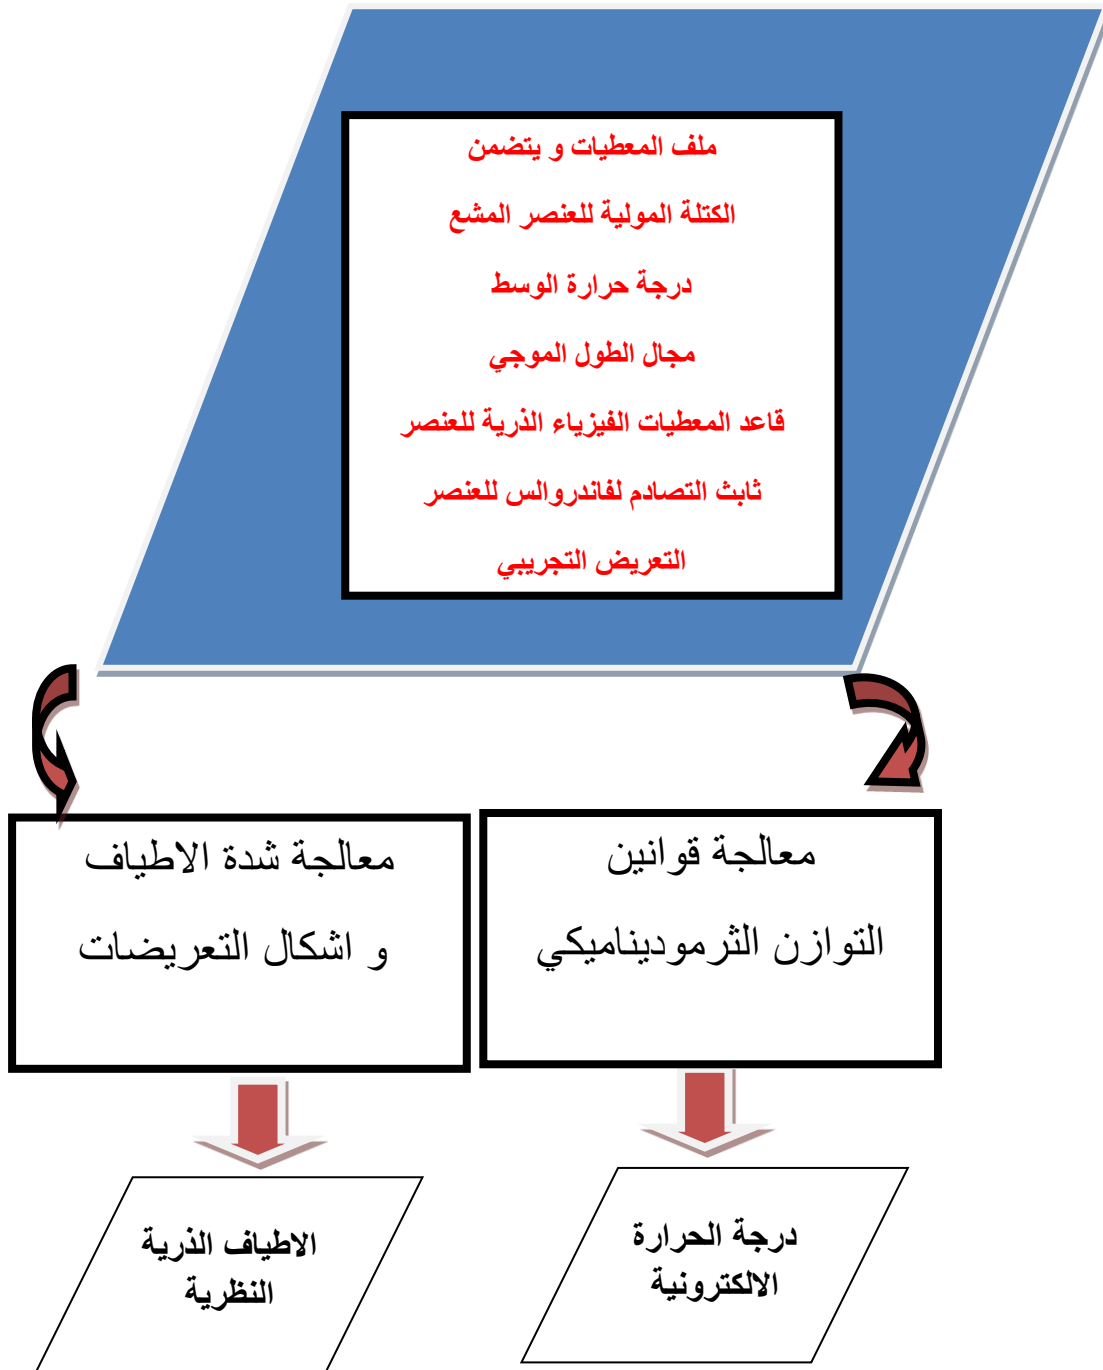 ملف المعطيات و يتضمن
الكتلة المولية للعنصر المشع
درجة حرارة الوسط
مجال الطول الموجي
قاعد المعطيات الفيزياء الذرية للعنصر
ثابث التصادم لفاندروالس للعنصر
التعريض التجريبي
معالجة قوانين
التوازن الثرموديناميكي
معالجة شدة الاطياف
و اشكال التعريضات
درجة الحرارة
الالكترونية
الاطياف الذرية
النظرية